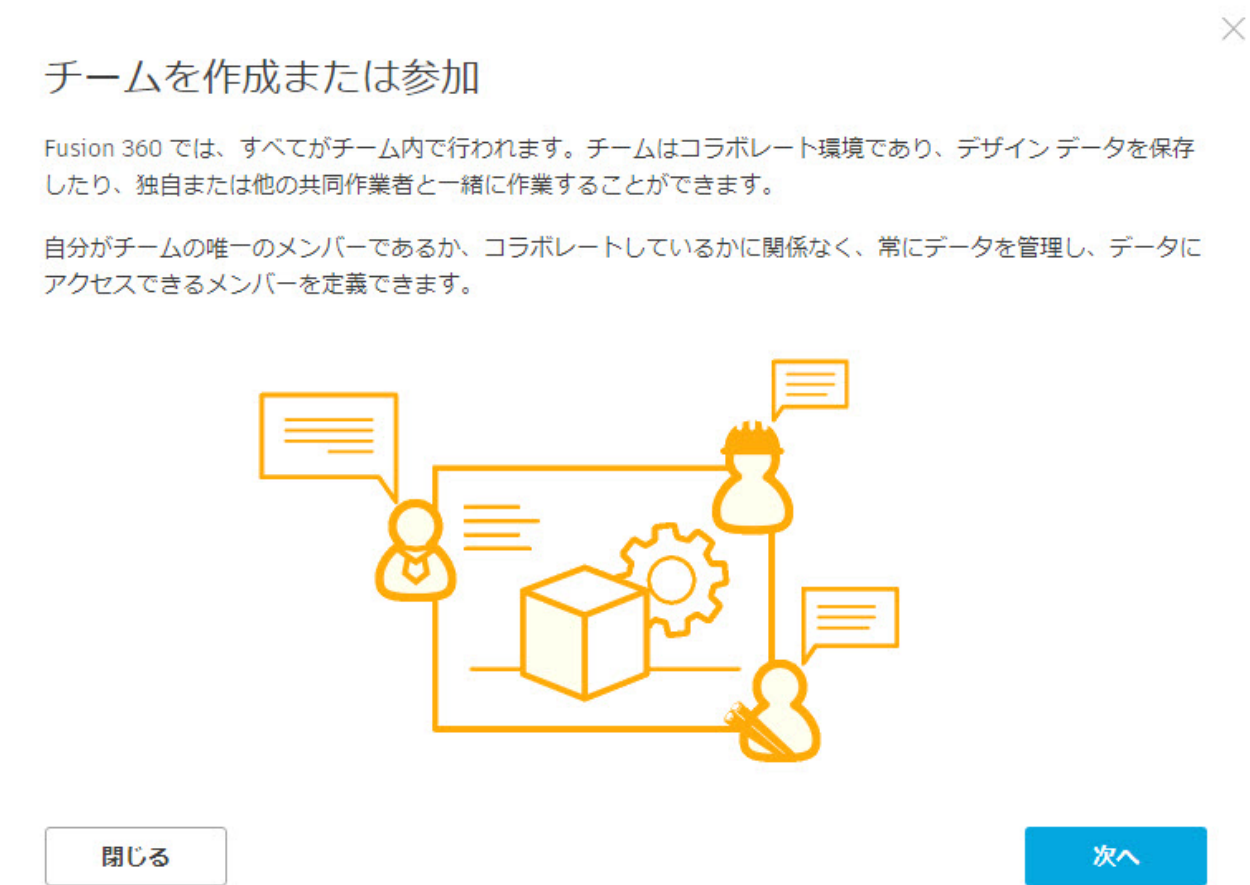 チームを作成または参加
Fusion 360 では、すべてがチーム内で行われます。チームはコラボレート環境であり、デザイン データを保存
したり、独自または他の共同作業者と一緒に作業することができます。
自分がチームの唯一のメンバーであるか、コラボレートしているかに関係なく、常にデータを管理し、データに
アクセスできるメンバーを定義できます。
閉じる
次へ